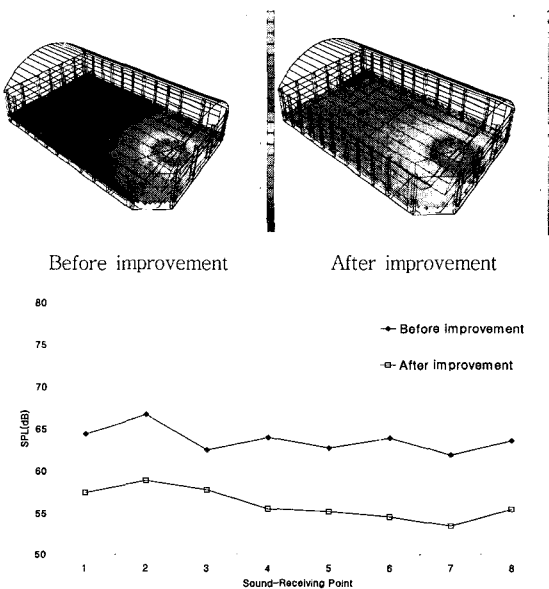 Before improvement
After improvement
80
75
70
65
60
55
50
SPL(dB)
Before improvement
After improvement
1 2 3 4 5 6 7 8
Sound-Receiving Point